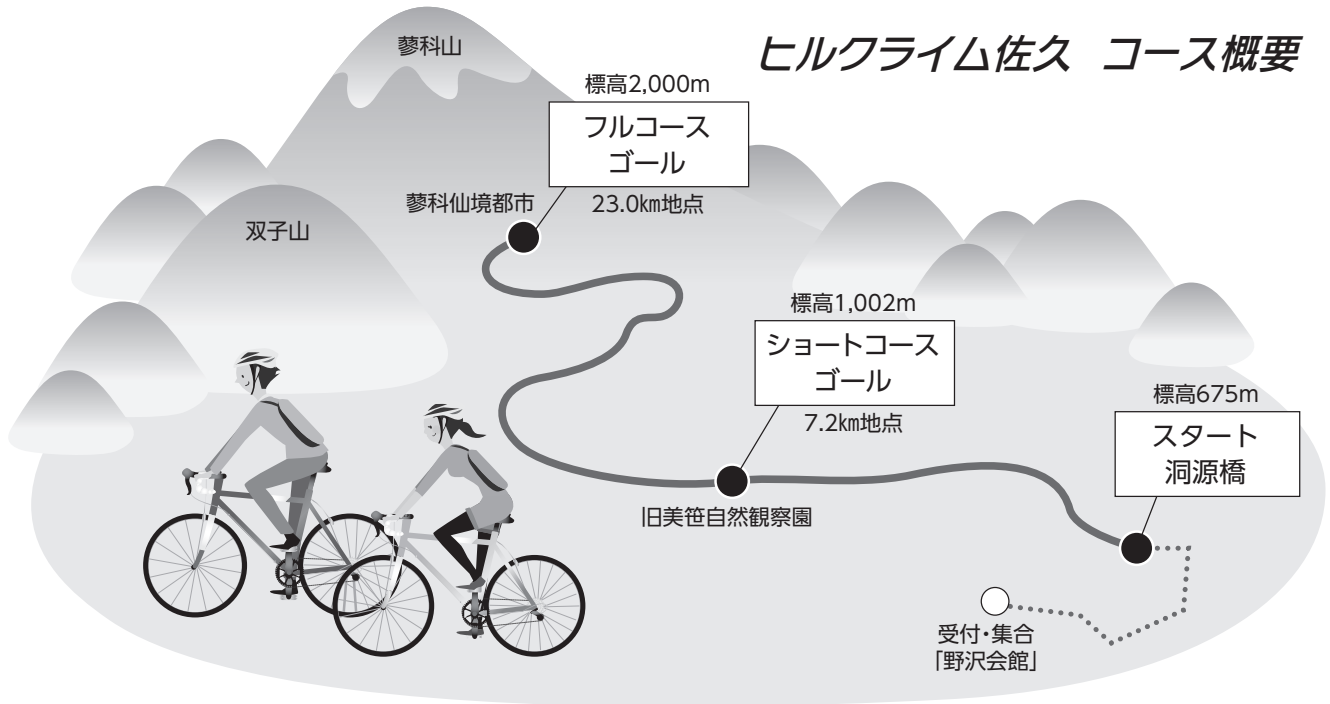 ヒルクライム佐久 コース概要
蓼科山
標高2,000m
フルコース
ゴール
23.0㎞地点
蓼科仙境都市
双子山
標高1,002m
ショートコース
ゴール
7.2㎞地点
旧美笹自然観察園
標高675m
スタート
洞源橋
受付・集合
「野沢会館」